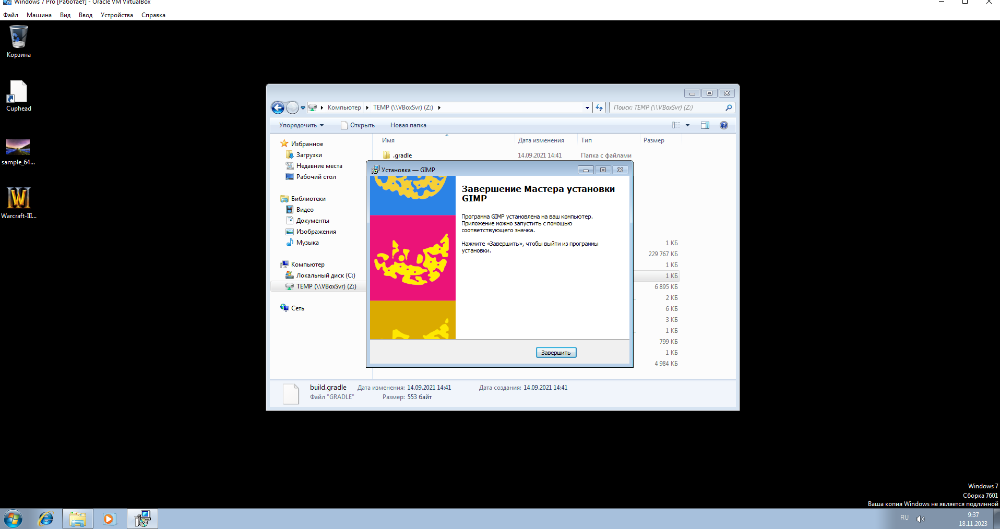 Windows 7 Pro [Работает] - Oracle VM VirtualBox
Файл Машина Вид Ввод Устройства Справка
Корзина
Cuphead
sample_64...
Warcraft-III...
Компьютер TEMP (\\VBoxSvr) (Z:)
Поиск: TEMP (\\VBoxSvr) (Z:)
Упорядочить Открыть Новая папка
Избранное
Загрузки
Недавние места
Рабочий стол
Библиотеки
Видео
Документы
Изображения
Музыка
Компьютер
Локальный диск (C:)
TEMP (\\VBoxSvr) (Z:)
Сеть
Имя Дата изменения Тип Размер
.gradle 14.09.2021 14:41 Папка с файлами
1 КБ
229 767 КБ
1 КБ
1 КБ
6 895 КБ
2 КБ
6 КБ
3 КБ
1 КБ
799 КБ
1 КБ
4 984 КБ
Установка — GIMP
Завершение Мастера установки
GIMP
Программа GIMP установлена на ваш компьютер.
Приложение можно запустить с помощью
соответствующего значка.
Нажмите «Завершить», чтобы выйти из программы
установки.
Завершить
build.gradle Дата изменения: 14.09.2021 14:41 Дата создания: 14.09.2021 14:41
Файл "GRADLE" Размер: 553 байт
Windows 7
Сборка 7601
Ваша копия Windows не является подлинной
RU
9:37
18.11.2023